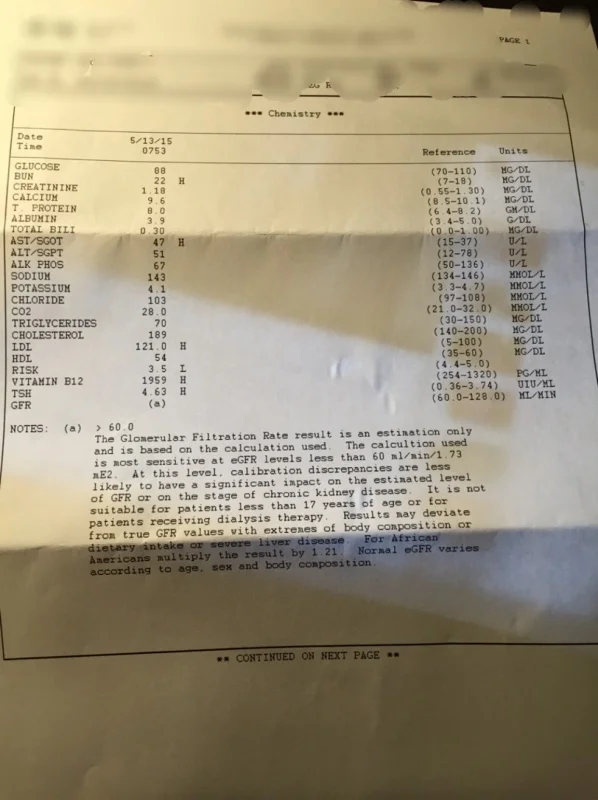 PAGE 1
*** Chemistry ***
Date 5/13/15
Time 0753 Reference Units
GLUCOSE 88 (70-110) MG/DL
BUN 22 H (7-18) MG/DL
CREATININE 1.18 (0.55-1.30) MG/DL
CALCIUM 9.6 (8.5-10.1) MG/DL
T. PROTEIN 8.0 (6.4-8.2) GM/DL
ALBUMIN 3.9 (3.4-5.0) G/DL
TOTAL BILI 0.30 (0.0-1.00) MG/DL
AST/SGOT 47 H (15-37) U/L
ALT/SGPT 51 (12-78) U/L
ALK PHOS 67 (50-136) U/L
SODIUM 143 (134-146) MMOL/L
POTASSIUM 4.1 (3.3-4.7) MMOL/L
CHLORIDE 103 (97-108) MMOL/L
CO2 28.0 (21.0-32.0) MMOL/L
TRIGLYCERIDES 70 (30-150) MG/DL
CHOLESTEROL 189 (140-200) MG/DL
LDL 121.0 H (5-100) MG/DL
HDL 54 (35-60) MG/DL
RISK 3.5 L (4.4-5.0)
VITAMIN B12 1959 H (254-1320) PG/ML
TSH 4.63 H (0.36-3.74) UIU/ML
GFR (a) (60.0-128.0) ML/MIN
NOTES: (a) > 60.0
The Glomerular Filtration Rate result is an estimation only
and is based on the calculation used. The calcultion used
is most sensitive at eGFR levels less than 60 ml/min/1.73
mE2. At this level, calibration discrepancies are less
likely to have a significant impact on the estimated level
of GFR or on the stage of chronic kidney disease. It is not
suitable for patients less than 17 years of age or for
patients receiving dialysis therapy. Results may deviate
from true GFR values with extremes of body composition or
dietary intake or severe liver disease. For African
Americans multiply the result by 1.21. Normal eGFR varies
according to age, sex and body composition.
** CONTINUED ON NEXT PAGE **